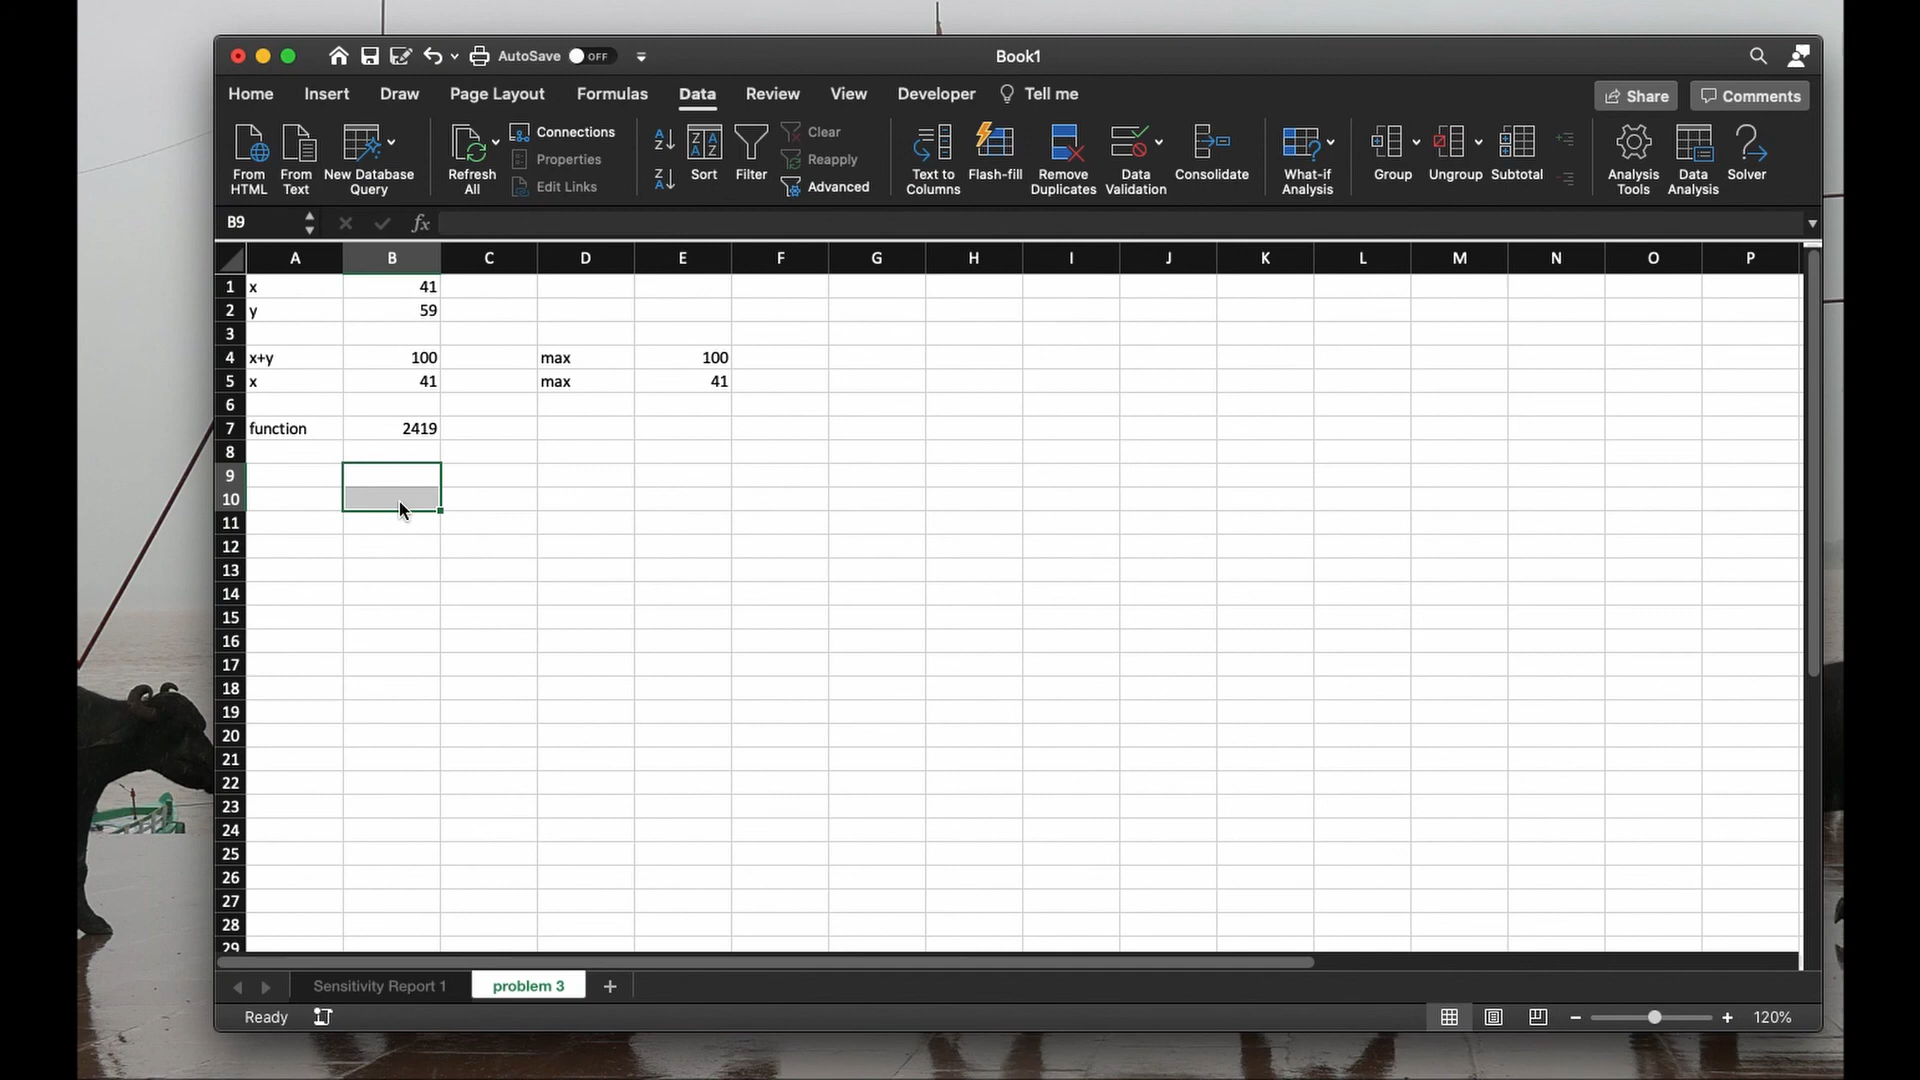 AutoSave OFF
Book1
Home Insert Draw Page Layout Formulas Data Review View Developer Tell me
Share Comments
From HTML
From Text
New Database Query
Refresh All
Connections
Properties
Edit Links
Sort
Filter
Clear
Reapply
Advanced
Text to Columns
Flash-fill
Remove Duplicates
Data Validation
Consolidate
What-if Analysis
Group
Ungroup
Subtotal
Analysis Tools
Data Analysis
Solver
B9 fx
A B C D E F G H I J K L M N O P
1 x 41
2 y 59
3
4 x+y 100 max 100
5 x 41 max 41
6
7 function 2419
8
9
10
11
12
13
14
15
16
17
18
19
20
21
22
23
24
25
26
27
28
29
Sensitivity Report 1 problem 3 +
Ready 120%